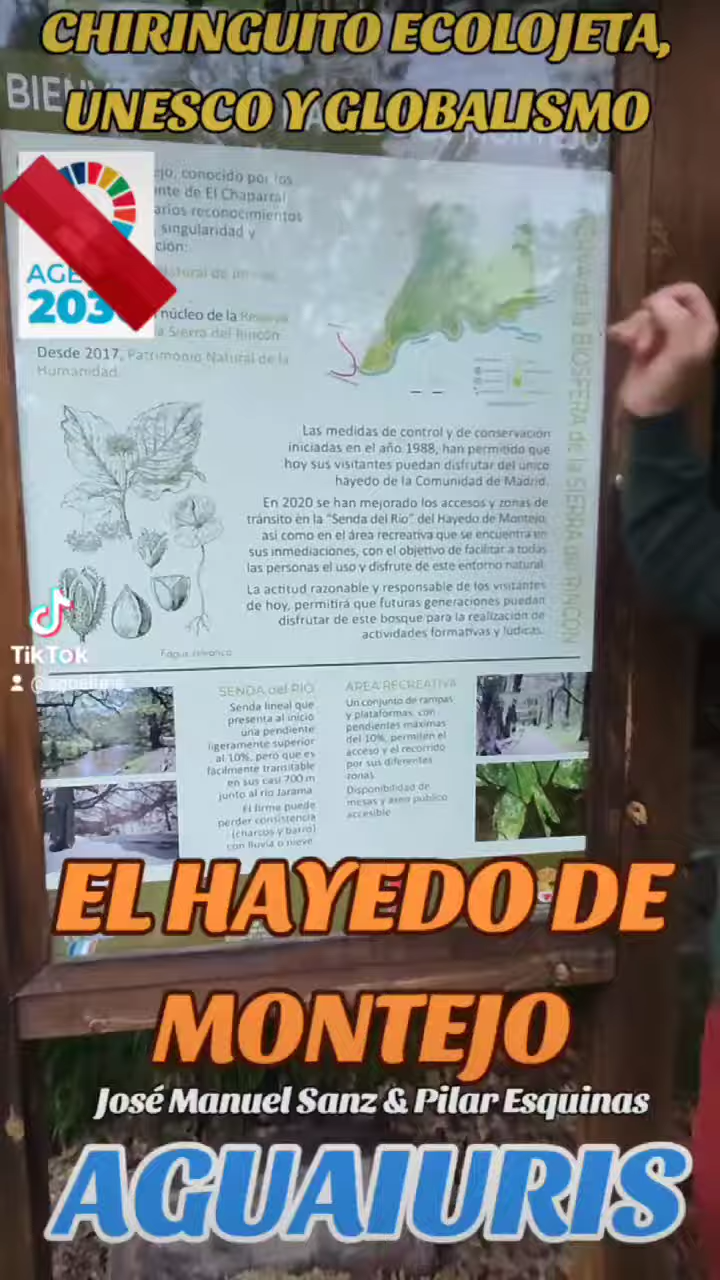 CHIRINGUITO ECOLOJETA,
UNESCO Y GLOBALISMO
MONTEJO
ejo, conocido por los
nte de El Chaparral
arios reconocimientos
singularidad y
ción:
AGE
2030
núcleo de la Reserva
a Sierra del Rincón
Desde 2017, Patrimonio Natural de la
Humanidad.
BIOSFERA de la SIERRA del RINCÓN
Las medidas de control y de conservación
iniciadas en el año 1988, han permitido que
hoy sus visitantes puedan disfrutar del único
hayedo de la Comunidad de Madrid.
En 2020 se han mejorado los accesos y zonas de
tránsito en la "Senda del Río" del Hayedo de Montejo,
así como en el área recreativa que se encuentra en
sus inmediaciones, con el objetivo de facilitar a todas
las personas el uso y disfrute de este entorno natural.
La actitud razonable y responsable de los visitantes
de hoy, permitirá que futuras generaciones puedan
disfrutar de este bosque para la realización de
actividades formativas y lúdicas.
TikTok
SENDA del RÍO
Senda lineal que
presenta al inicio
una pendiente
ligeramente superior
al 10%, pero que es
fácilmente transitable
en sus casi 700 m
junto al río Jarama.
El firme puede
perder consistencia
(charcos y barro)
con lluvia o nieve
ÁREA RECREATIVA
Un conjunto de rampas
y plataformas, con
pendientes máximas
del 10%, permiten el
acceso y el recorrido
por sus diferentes
zonas.
Disponibilidad de
mesas y aseo público
accesible
EL HAYEDO DE
MONTEJO
José Manuel Sanz & Pilar Esquinas
AGUAIURIS